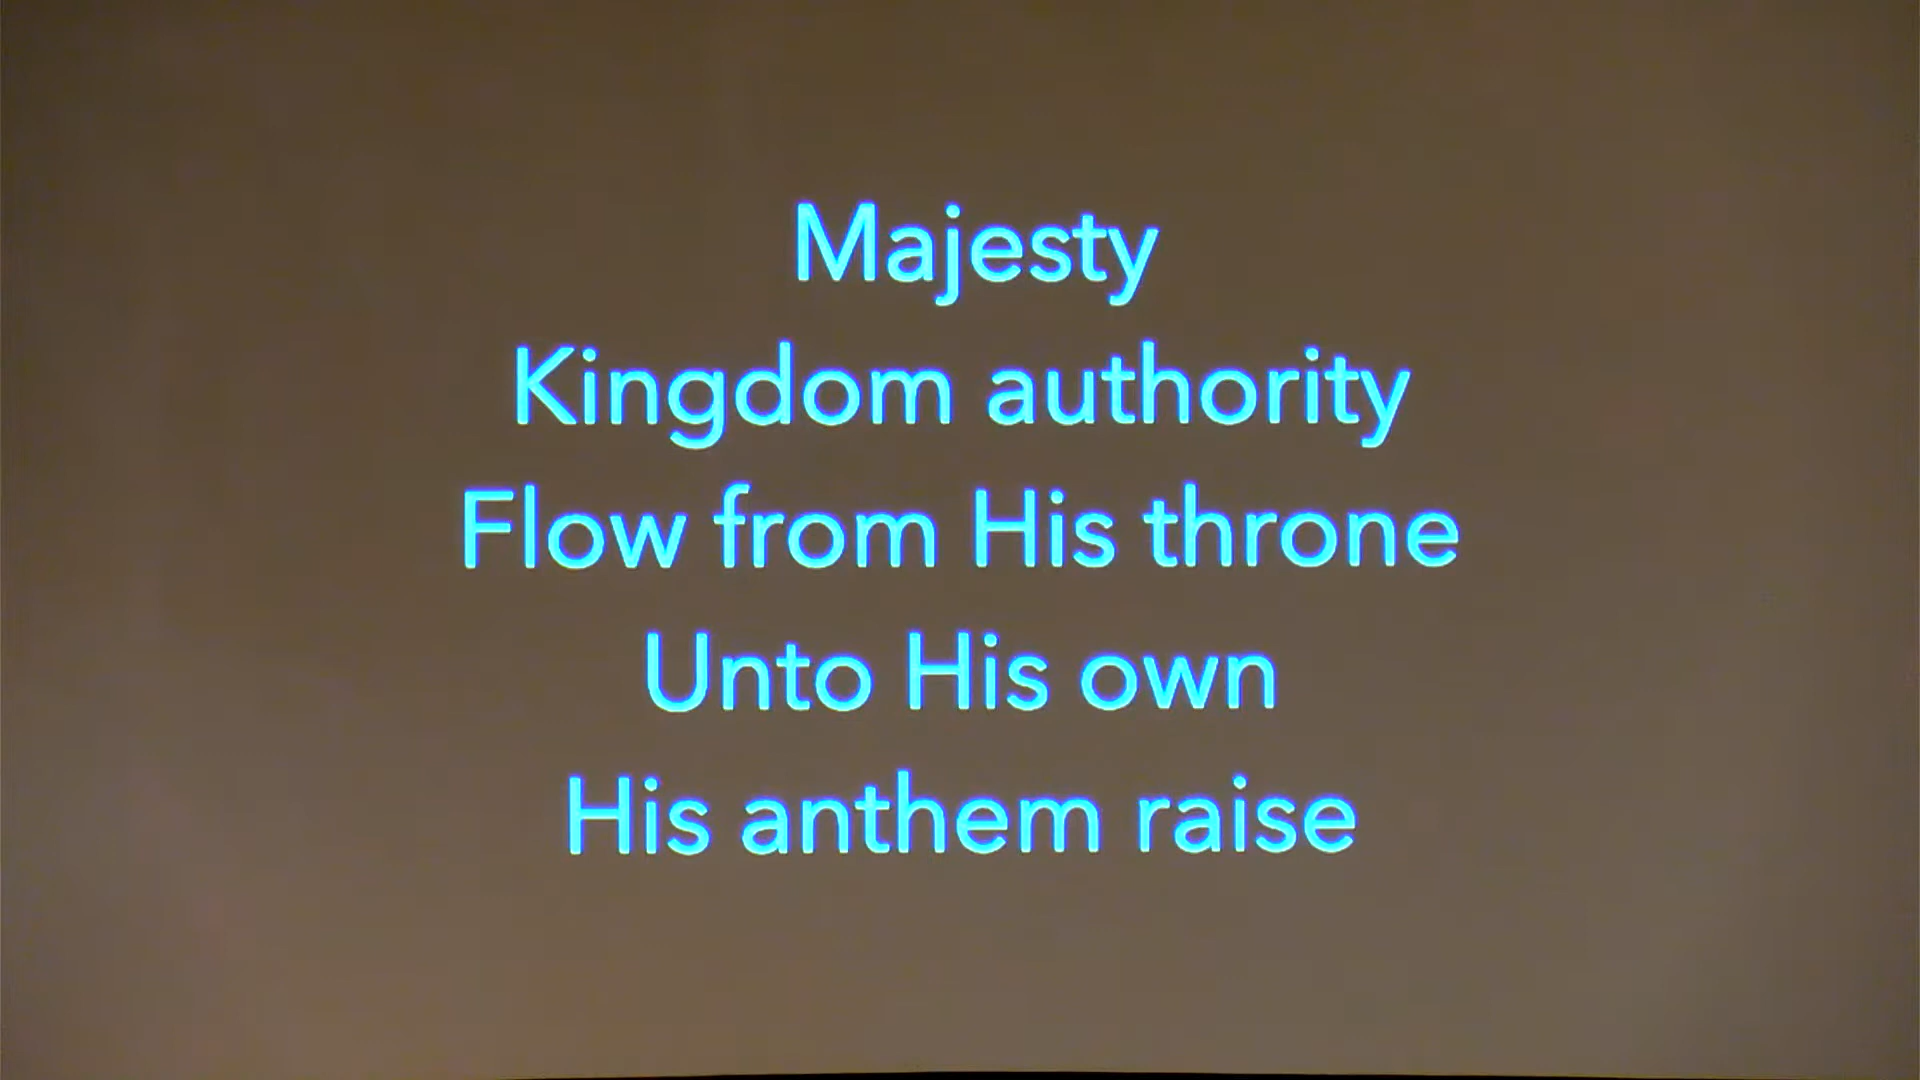 Majesty
Kingdom authority
Flow from His throne
Unto His own
His anthem raise